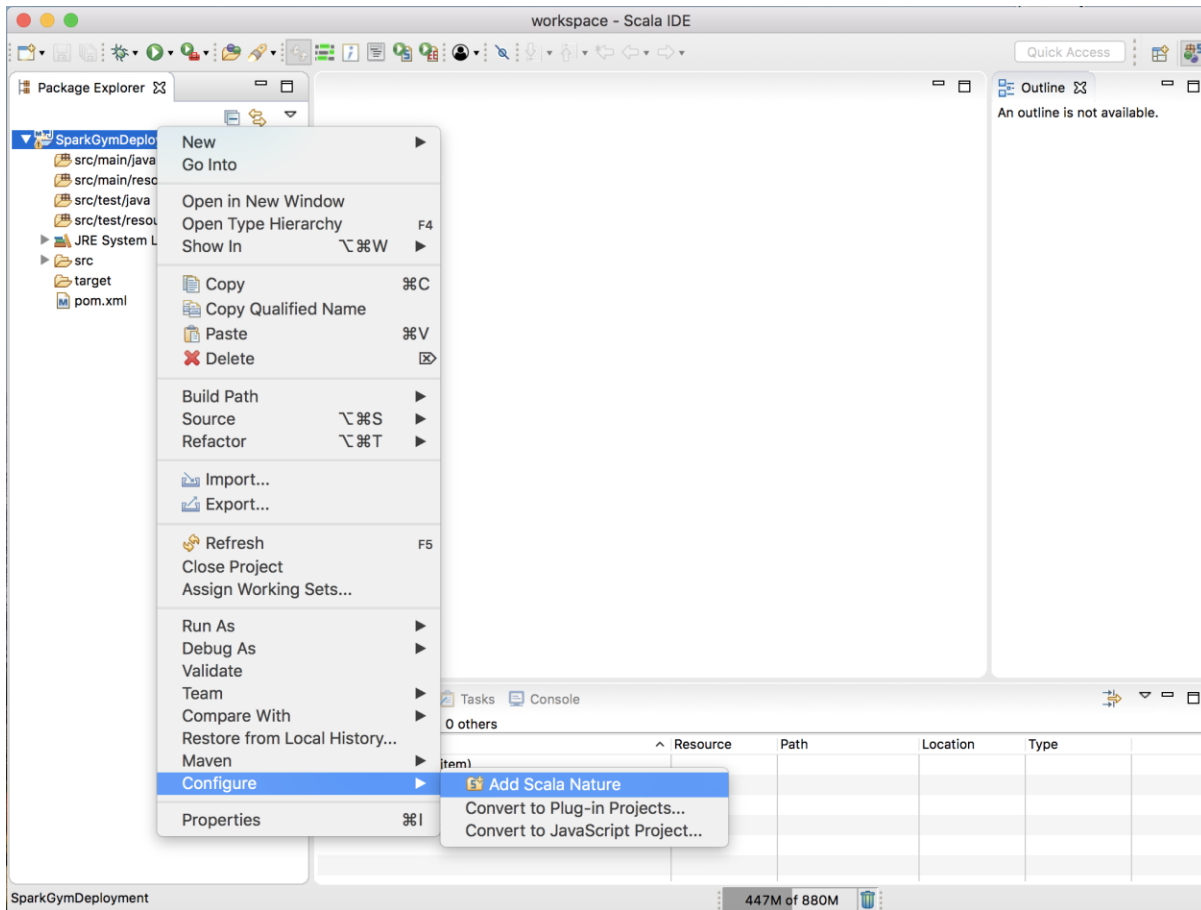 workspace - Scala IDE
Quick Access
Package Explorer
Outline
An outline is not available.
SparkGymDeplo
src/main/java
src/main/reso
src/test/java
src/test/resou
JRE System L
src
target
pom.xml
New
Go Into
Open in New Window
Open Type Hierarchy F4
Show In ⌥⌘W
Copy ⌘C
Copy Qualified Name
Paste ⌘V
Delete ⌦
Build Path
Source ⌥⌘S
Refactor ⌥⌘T
Import...
Export...
Refresh F5
Close Project
Assign Working Sets...
Run As
Debug As
Validate
Team
Compare With
Restore from Local History...
Maven
Configure
Properties ⌘I
Add Scala Nature
Convert to Plug-in Projects...
Convert to JavaScript Project...
Tasks Console
0 others
Resource Path Location Type
item)
SparkGymDeployment
447M of 880M